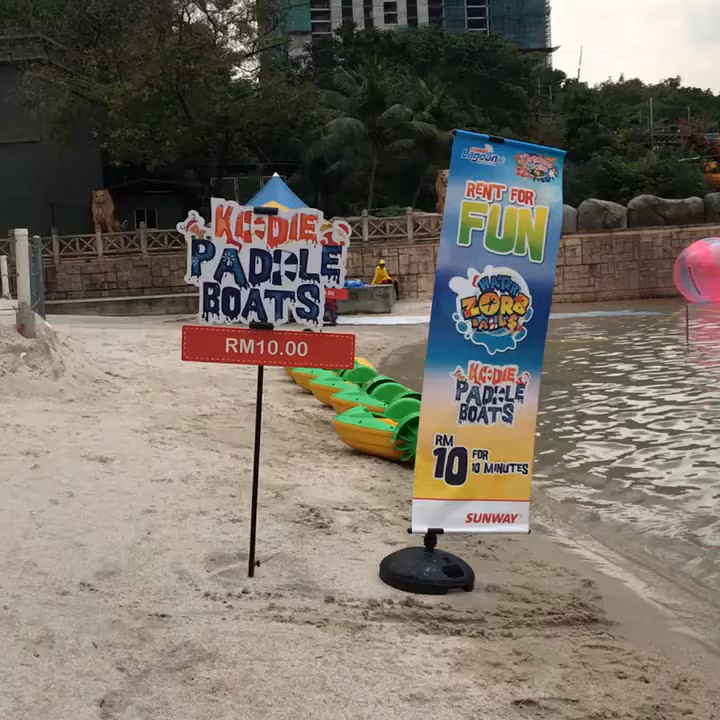 KIDDIE
PADDLE
BOATS
RM10.00
Lagoon
RENT FOR
FUN
WATER
ZORB
BALLS
KIDDIE
PADDLE
BOATS
RM
10 FOR
10 MINUTES
SUNWAY